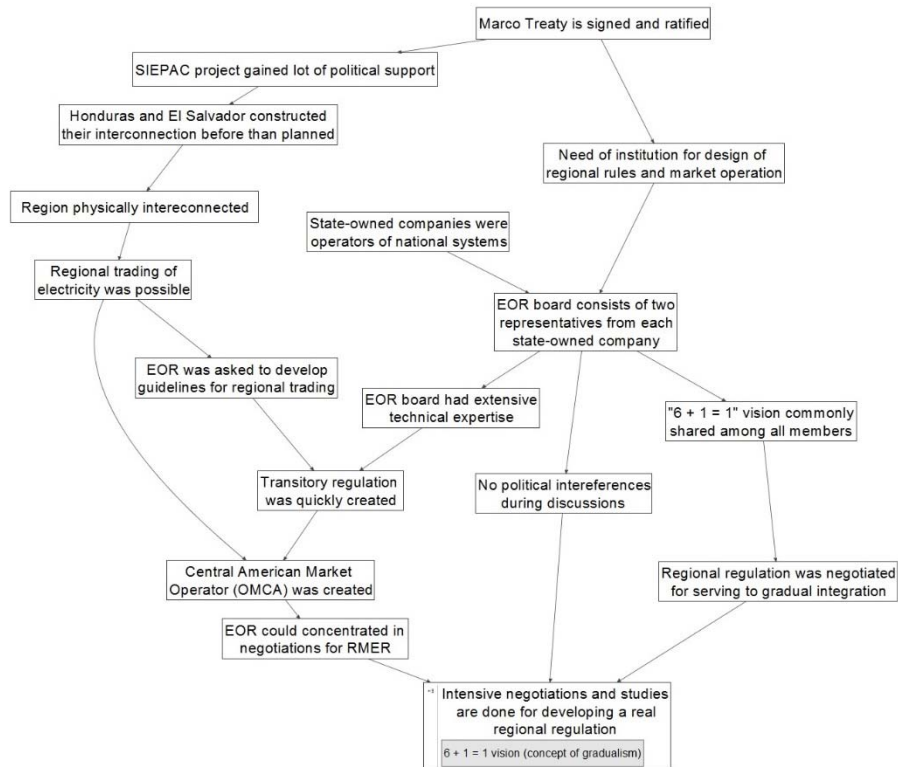 Marco Treaty is signed and ratified
SIEPAC project gained lot of political support
Honduras and El Salvador constructed
their interconnection before than planned
Need of institution for design of
regional rules and market operation
Region physically intereconnected
State-owned companies were
operators of national systems
Regional trading of
electricity was possible
EOR board consists of two
representatives from each
state-owned company
EOR was asked to develop
guidelines for regional trading
EOR board had extensive
technical expertise
"6 + 1 = 1" vision commonly
shared among all members
Transitory regulation
was quickly created
No political intereferences
during discussions
Central American Market
Operator (OMCA) was created
Regional regulation was negotiated
for serving to gradual integration
EOR could concentrated in
negotiations for RMER
Intensive negotiations and studies
are done for developing a real
regional regulation
6 + 1 = 1 vision (concept of gradualism)